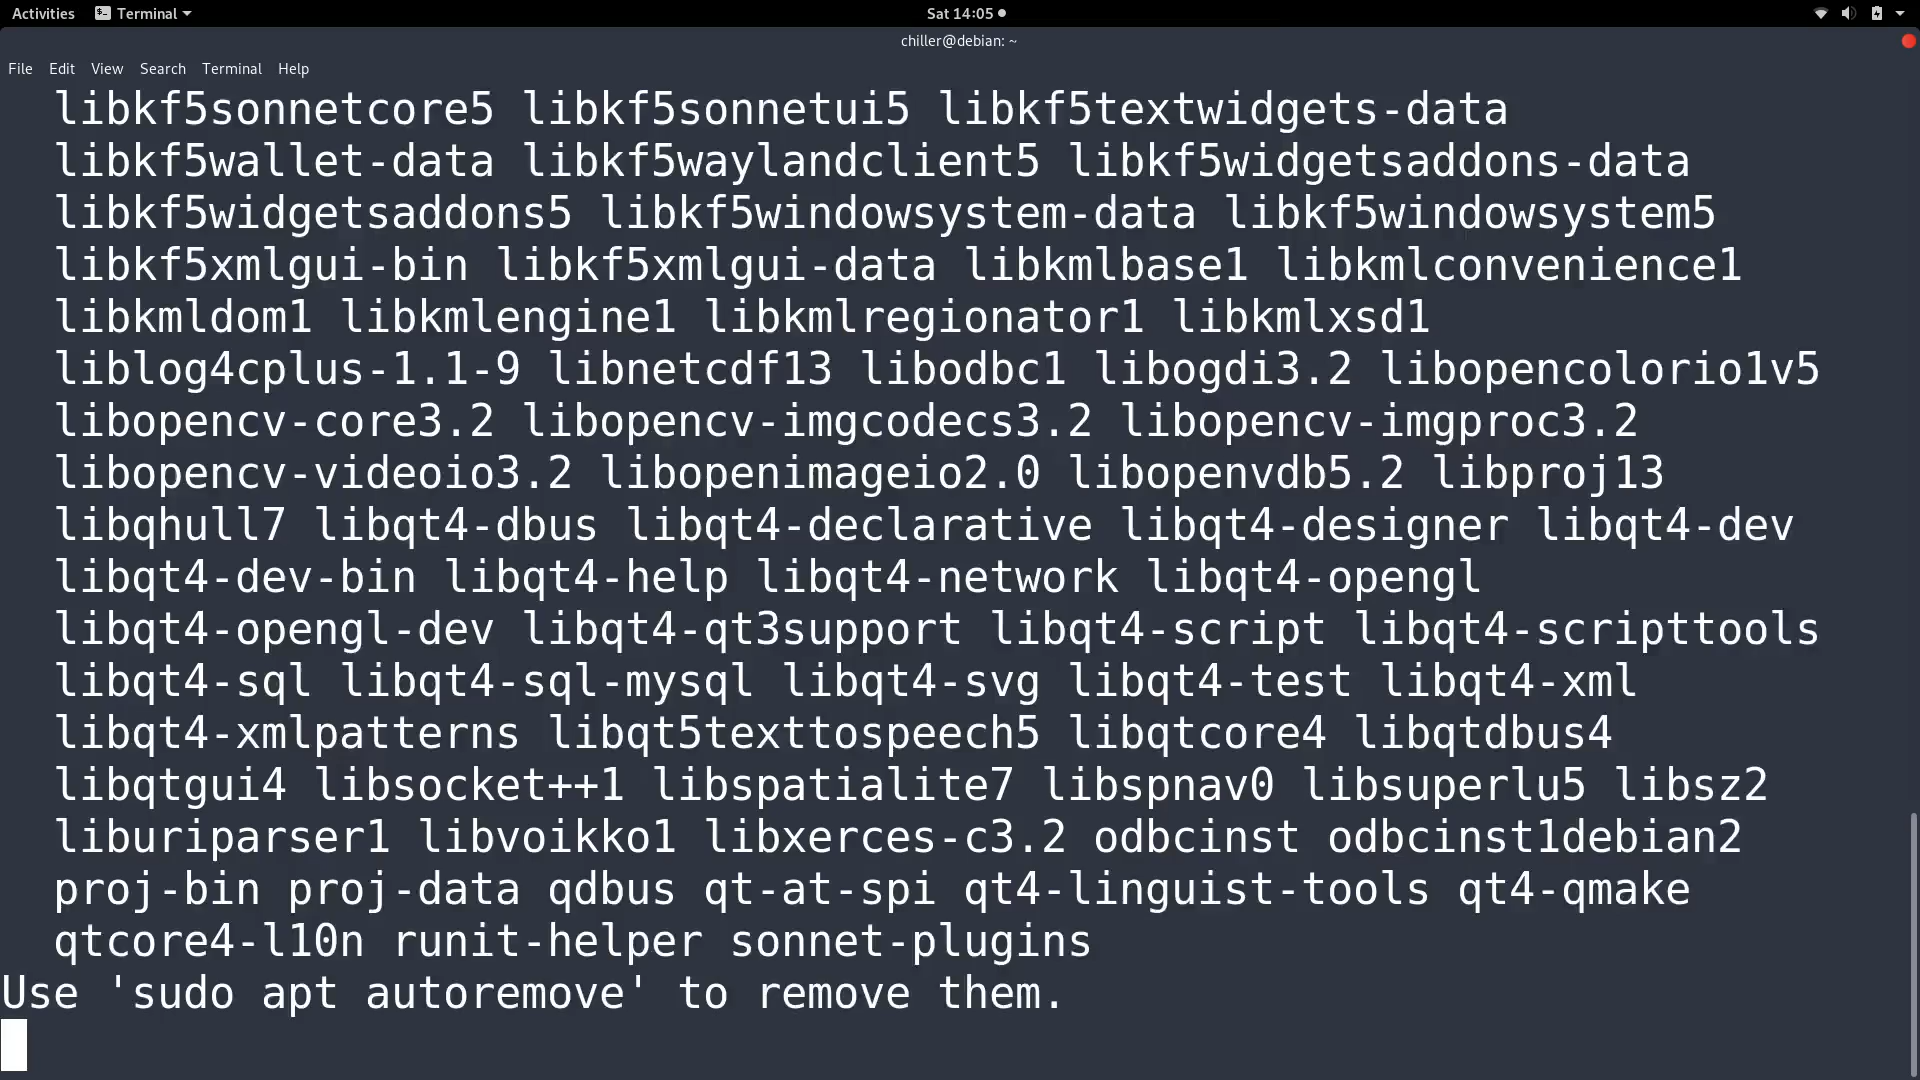 Activities Terminal Sat 14:05
chiller@debian: ~
File Edit View Search Terminal Help
libkf5sonnetcore5 libkf5sonnetui5 libkf5textwidgets-data
libkf5wallet-data libkf5waylandclient5 libkf5widgetsaddons-data
libkf5widgetsaddons5 libkf5windowsystem-data libkf5windowsystem5
libkf5xmlgui-bin libkf5xmlgui-data libkmlbase1 libkmlconvenience1
libkmldom1 libkmlengine1 libkmlregionator1 libkmlxsd1
liblog4cplus-1.1-9 libnetcdf13 libodbc1 libogdi3.2 libopencolorio1v5
libopencv-core3.2 libopencv-imgcodecs3.2 libopencv-imgproc3.2
libopencv-videoio3.2 libopenimageio2.0 libopenvdb5.2 libproj13
libqhull7 libqt4-dbus libqt4-declarative libqt4-designer libqt4-dev
libqt4-dev-bin libqt4-help libqt4-network libqt4-opengl
libqt4-opengl-dev libqt4-qt3support libqt4-script libqt4-scripttools
libqt4-sql libqt4-sql-mysql libqt4-svg libqt4-test libqt4-xml
libqt4-xmlpatterns libqt5texttospeech5 libqtcore4 libqtdbus4
libqtgui4 libsocket++1 libspatialite7 libspnav0 libsuperlu5 libsz2
liburiparser1 libvoikko1 libxerces-c3.2 odbcinst odbcinst1debian2
proj-bin proj-data qdbus qt-at-spi qt4-linguist-tools qt4-qmake
qtcore4-l10n runit-helper sonnet-plugins
Use 'sudo apt autoremove' to remove them.